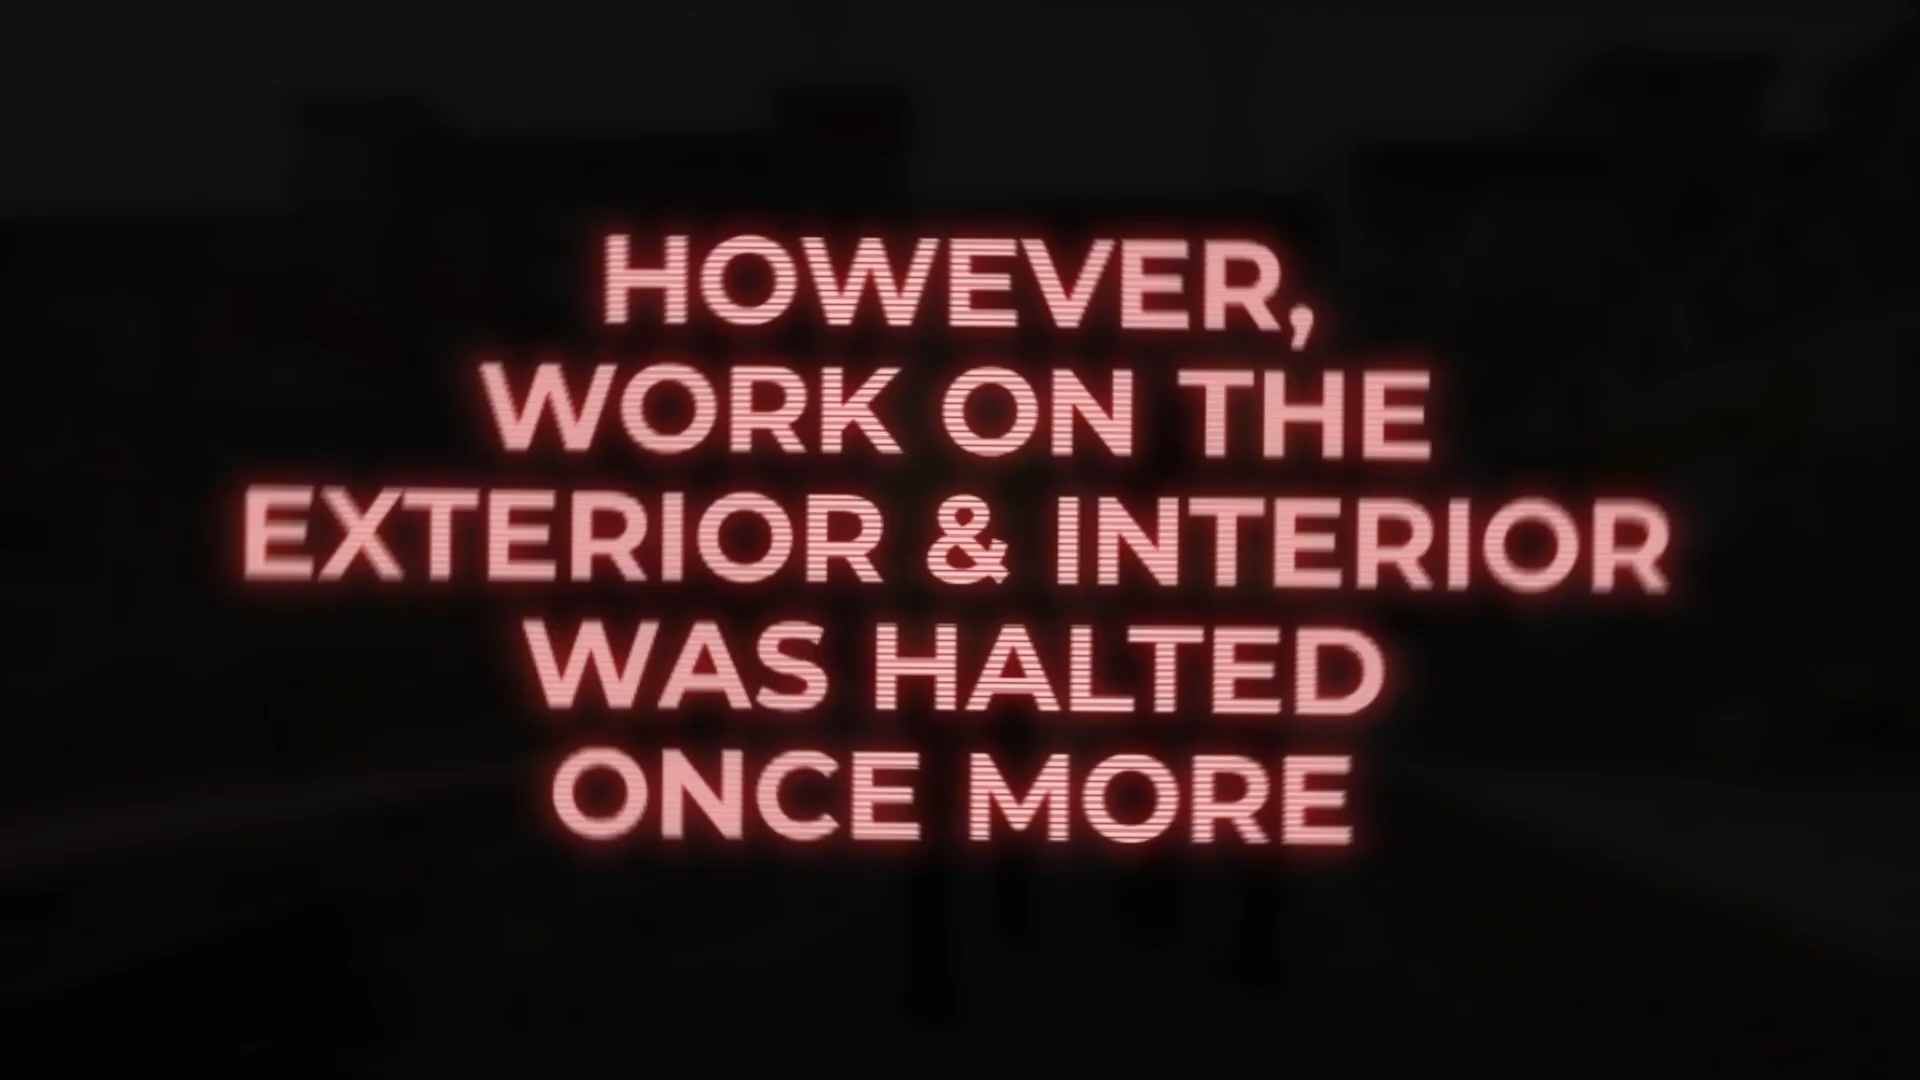 HOWEVER,
WORK ON THE
EXTERIOR & INTERIOR
WAS HALTED
ONCE MORE